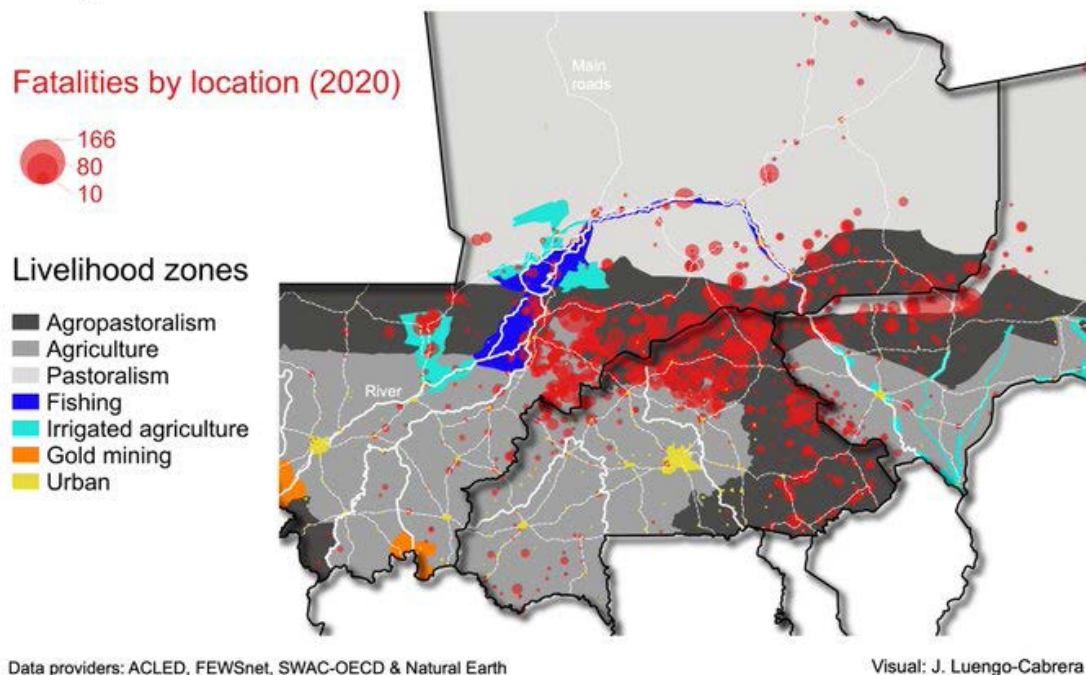 Fatalities by location (2020)
166
80
10
Main
roads
Livelihood zones
Agropastoralism
Agriculture
Pastoralism
Fishing
Irrigated agriculture
Gold mining
Urban
River
Data providers: ACLED, FEWSnet, SWAC-OECD & Natural Earth
Visual: J. Luengo-Cabrera